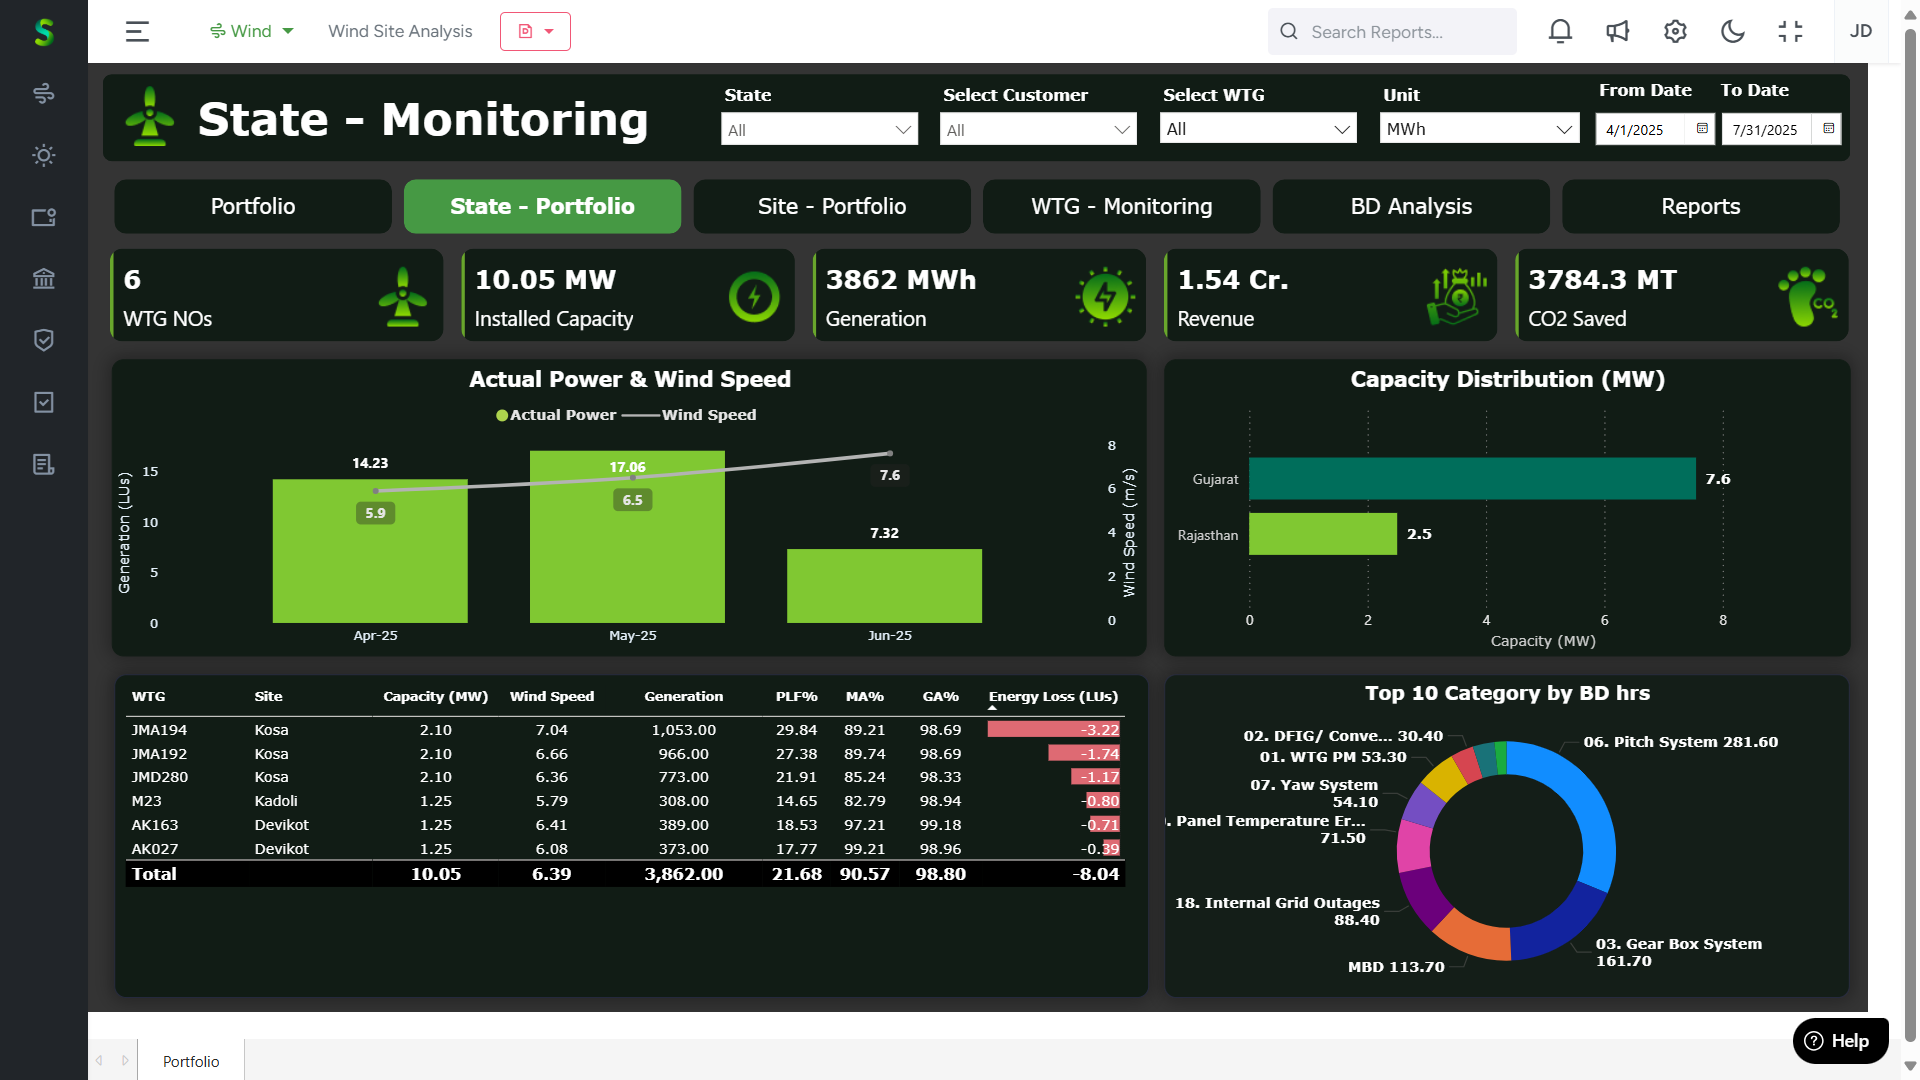 Wind
Wind Site Analysis
Search Reports...
JD
State - Monitoring
State
All
Select Customer
All
Select WTG
All
Unit
MWh
From Date
4/1/2025
To Date
7/31/2025
Portfolio
State - Portfolio
Site - Portfolio
WTG - Monitoring
BD Analysis
Reports
6
WTG NOs
10.05 MW
Installed Capacity
3862 MWh
Generation
1.54 Cr.
Revenue
3784.3 MT
CO2 Saved
CO2
Actual Power & Wind Speed
Actual Power Wind Speed
Generation (LUs)
15
10
5
0
14.23
17.06
7.32
5.9
6.5
7.6
Apr-25 May-25 Jun-25
8
6
4
2
0
Wind Speed (m/s)
Capacity Distribution (MW)
Gujarat 7.6
Rajasthan 2.5
0 2 4 6 8
Capacity (MW)
WTG Site Capacity (MW) Wind Speed Generation PLF% MA% GA% Energy Loss (LUs)
JMA194 Kosa 2.10 7.04 1,053.00 29.84 89.21 98.69 -3.22
JMA192 Kosa 2.10 6.66 966.00 27.38 89.74 98.69 -1.74
JMD280 Kosa 2.10 6.36 773.00 21.91 85.24 98.33 -1.17
M23 Kadoli 1.25 5.79 308.00 14.65 82.79 98.94 -0.80
AK163 Devikot 1.25 6.41 389.00 18.53 97.21 99.18 -0.71
AK027 Devikot 1.25 6.08 373.00 17.77 99.21 98.96 -0.39
Total 10.05 6.39 3,862.00 21.68 90.57 98.80 -8.04
Top 10 Category by BD hrs
02. DFIG/ Conve... 30.40
06. Pitch System 281.60
01. WTG PM 53.30
07. Yaw System
54.10
. Panel Temperature Er...
71.50
18. Internal Grid Outages
88.40
MBD 113.70
03. Gear Box System
161.70
Help
Portfolio